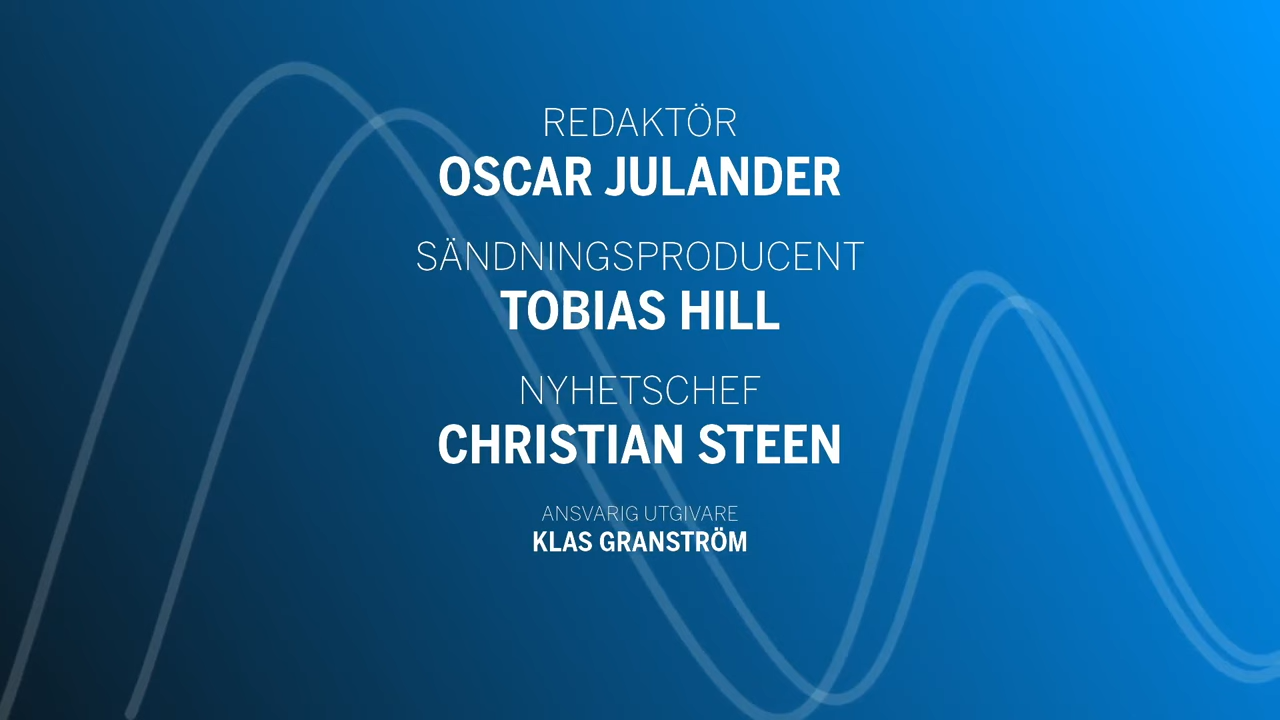 REDAKTÖR
OSCAR JULANDER
SÄNDNINGSPRODUCENT
TOBIAS HILL
NYHETSCHEF
CHRISTIAN STEEN
ANSVARIG UTGIVARE
KLAS GRANSTRÖM